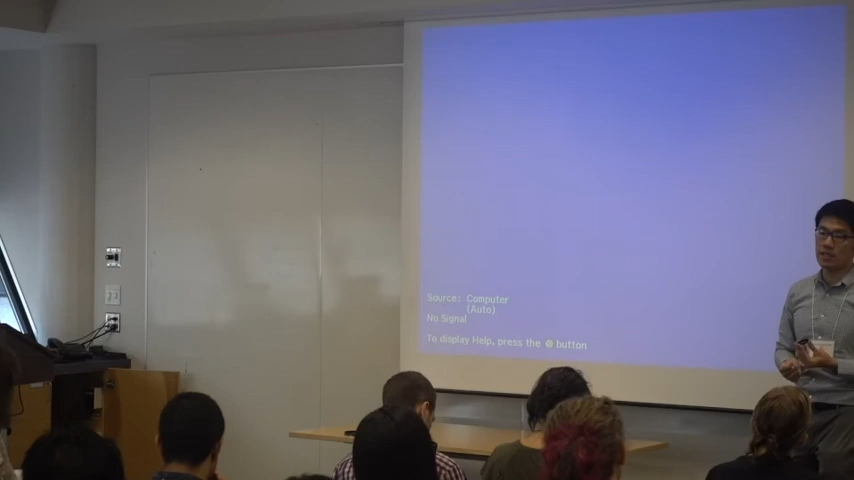 Source: Computer
(Auto)
No Signal
To display Help, press the button